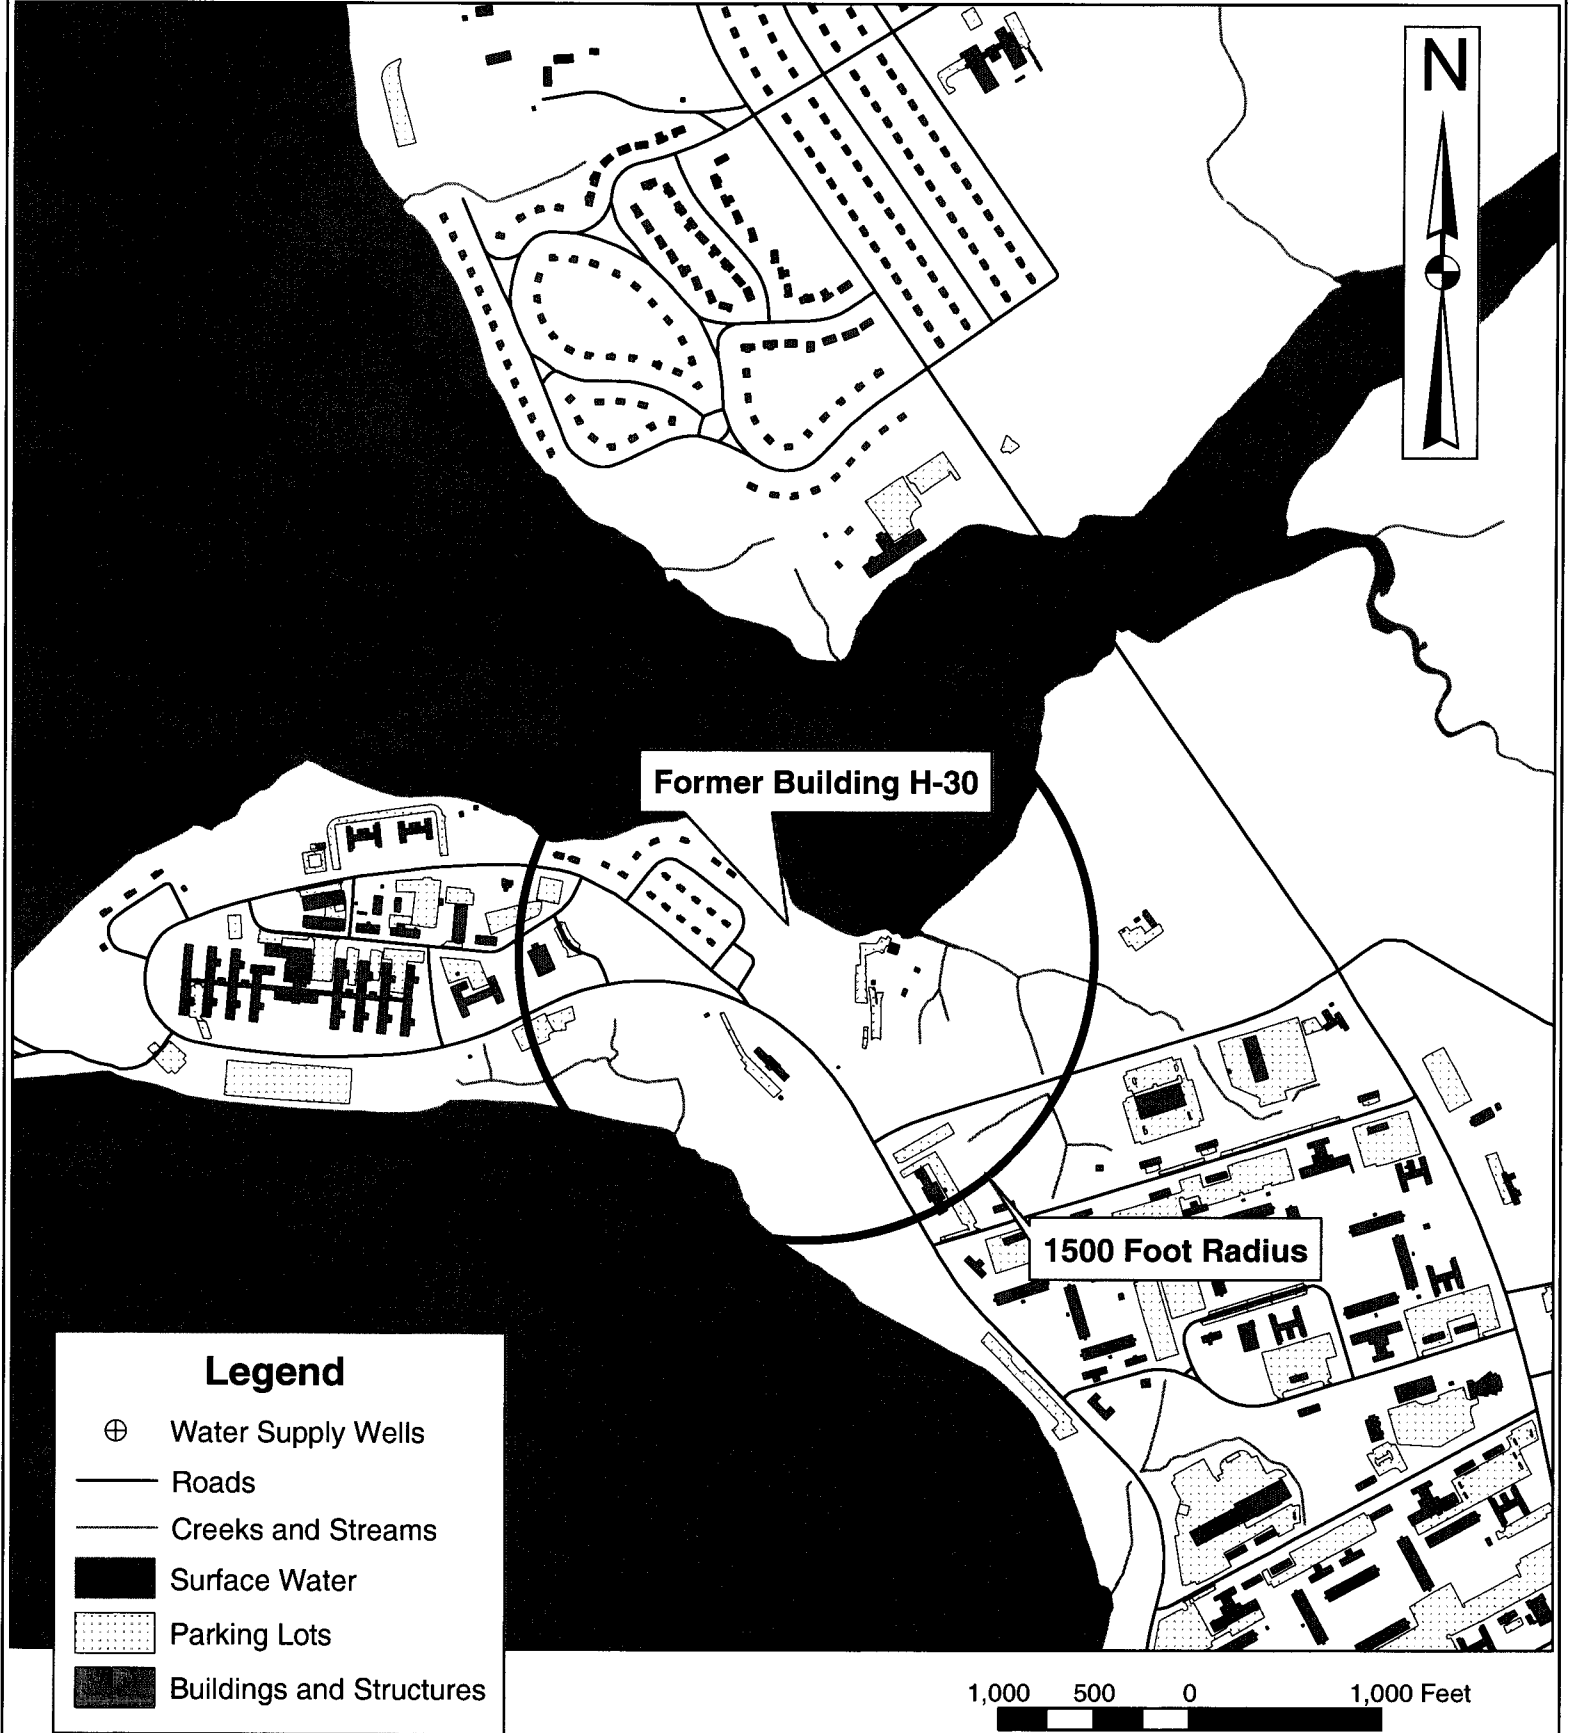 N
Former Building H-30
1500 Foot Radius
Legend
Water Supply Wells
Roads
Creeks and Streams
Surface Water
Parking Lots
Buildings and Structures
1,000 500 0 1,000 Feet